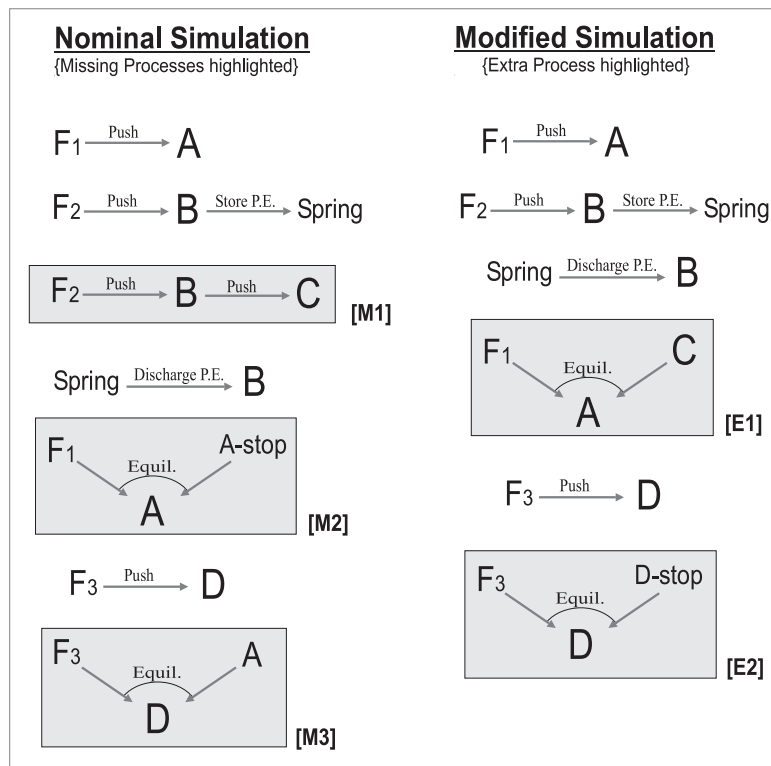 Nominal Simulation
{Missing Processes highlighted}
F1 Push A
F2 Push B Store P.E. Spring
F2 Push B Push C
[M1]
Spring Discharge P.E. B
F1 Equil. A-stop
A
[M2]
F3 Push D
F3 Equil. A
D
[M3]
Modified Simulation
{Extra Process highlighted}
F1 Push A
F2 Push B Store P.E. Spring
Spring Discharge P.E. B
F1 Equil. C
A
[E1]
F3 Push D
F3 Equil. D-stop
D
[E2]